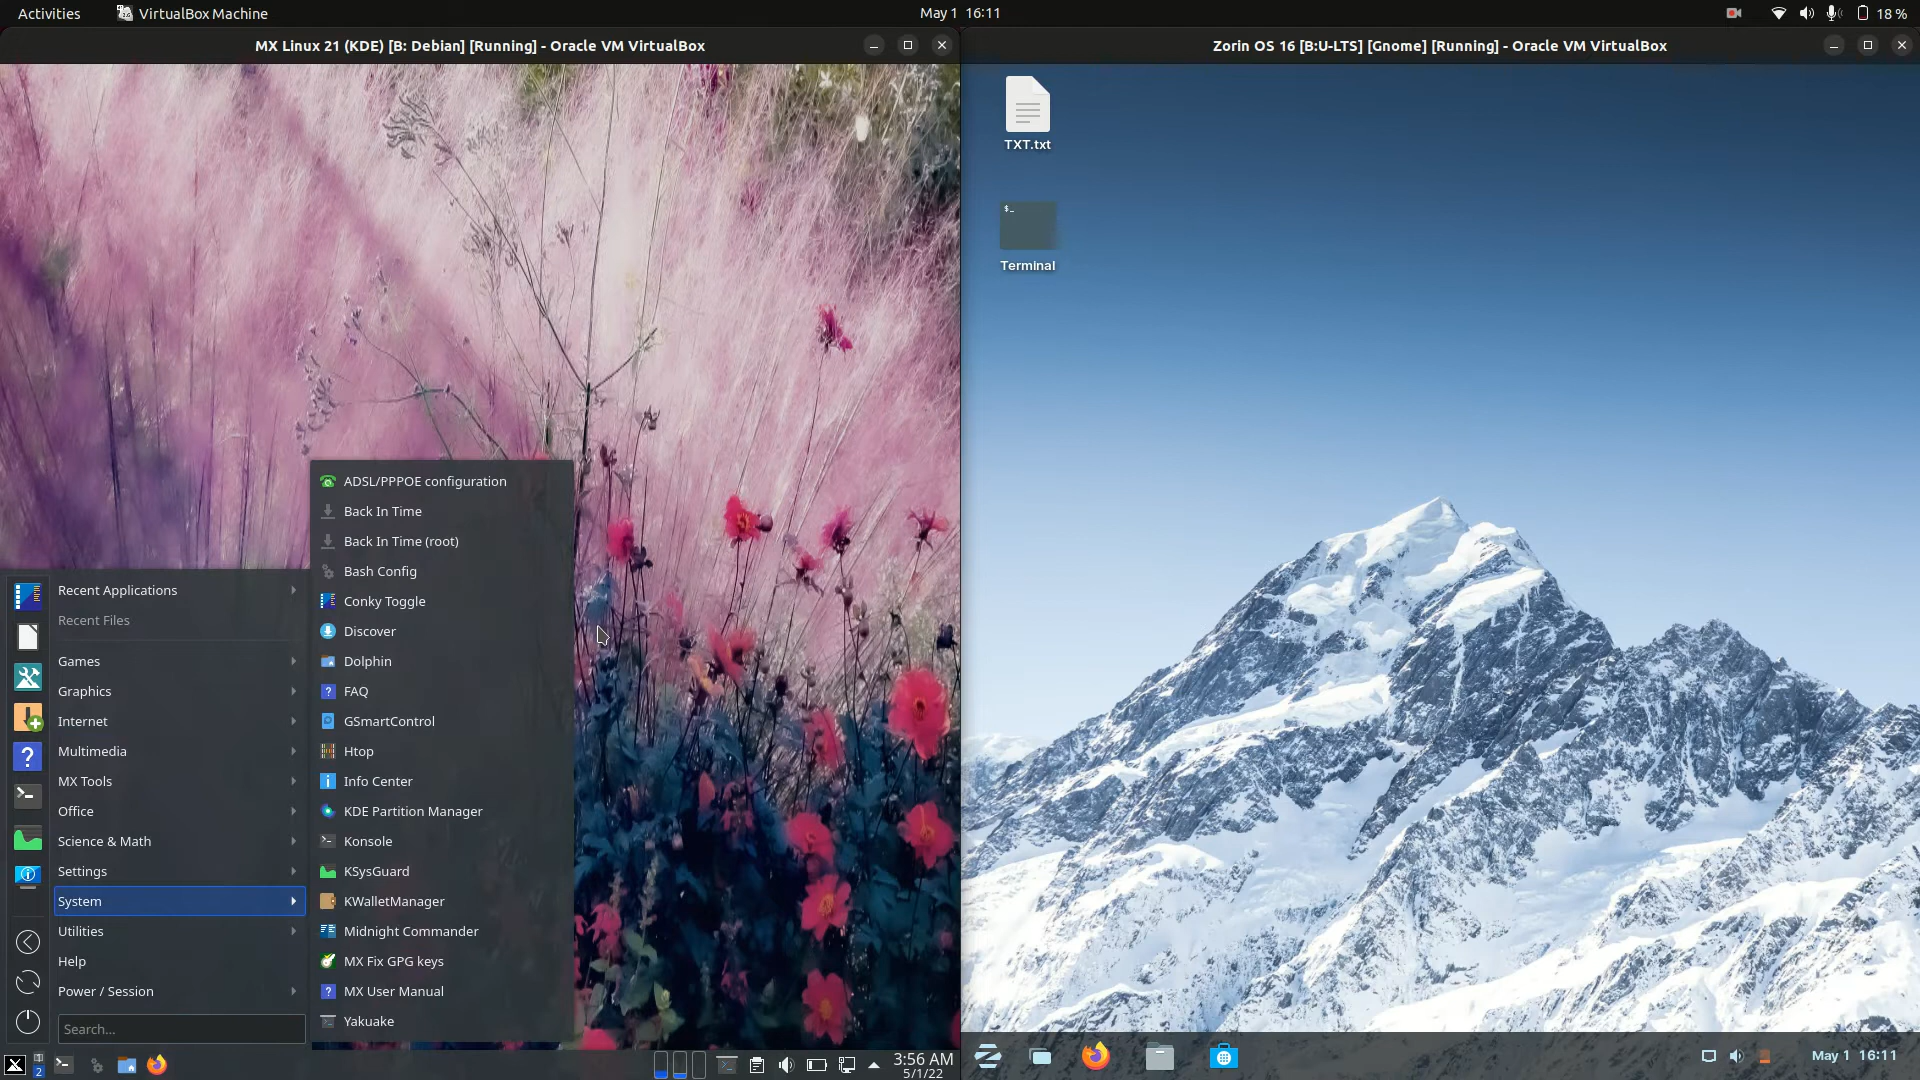 Activities
VirtualBox Machine
May 1 16:11
18 %
MX Linux 21 (KDE) [B: Debian] [Running] - Oracle VM VirtualBox
Zorin OS 16 [B:U-LTS] [Gnome] [Running] - Oracle VM VirtualBox
TXT.txt
$_
Terminal
ADSL/PPPOE configuration
Back In Time
Back In Time (root)
Bash Config
Conky Toggle
Discover
Dolphin
FAQ
GSmartControl
Htop
Info Center
KDE Partition Manager
Konsole
KSysGuard
KWalletManager
Midnight Commander
MX Fix GPG keys
MX User Manual
Yakuake
Recent Applications
Recent Files
Games
Graphics
Internet
Multimedia
MX Tools
Office
Science & Math
Settings
System
Utilities
Help
Power / Session
Search...
1
2
3:56 AM
5/1/22
May 1 16:11